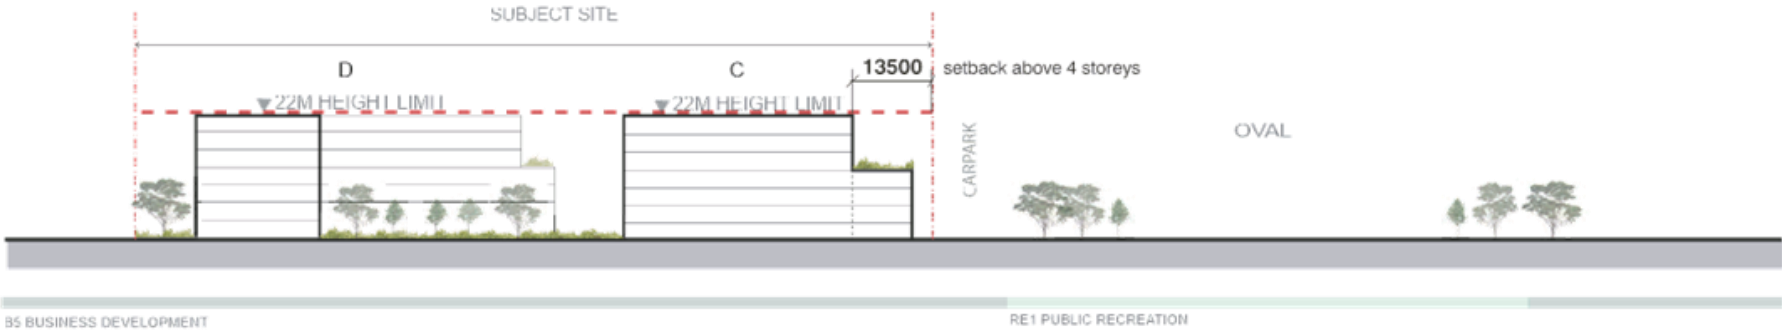 SUBJECT SITE
D
C
13500 setback above 4 storeys
22M HEIGHT LIMIT
22M HEIGHT LIMIT
CARPARK
OVAL
B5 BUSINESS DEVELOPMENT
RE1 PUBLIC RECREATION